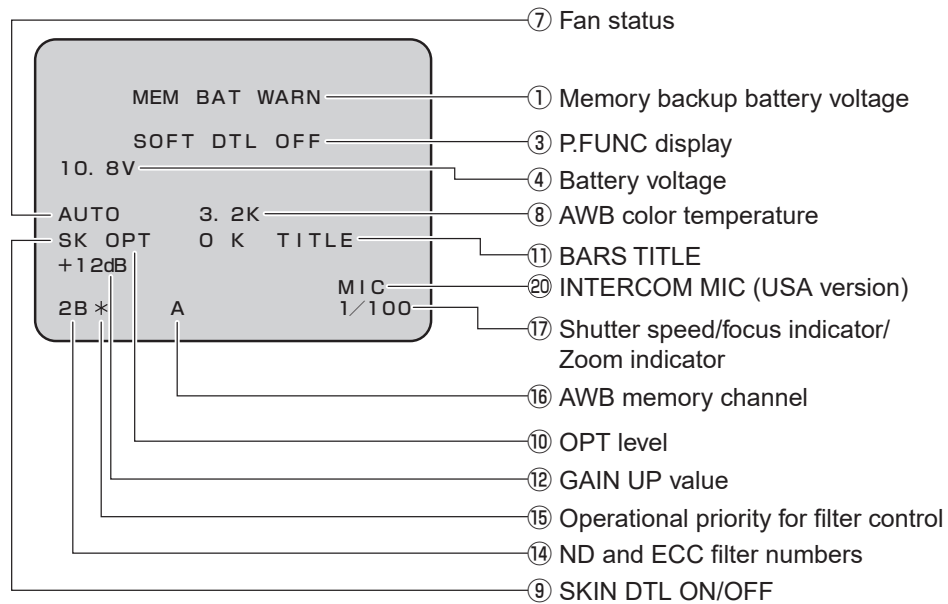 ⑦ Fan status
MEM BAT WARN
① Memory backup battery voltage
SOFT DTL OFF
③ P.FUNC display
10. 8V
④ Battery voltage
AUTO 3. 2K
⑧ AWB color temperature
SK OPT O K TITLE
⑪ BARS TITLE
+12dB
MIC
⑳ INTERCOM MIC (USA version)
2B＊ A 1/100
⑰ Shutter speed/focus indicator/
Zoom indicator
⑯ AWB memory channel
⑩ OPT level
⑫ GAIN UP value
⑮ Operational priority for filter control
⑭ ND and ECC filter numbers
⑨ SKIN DTL ON/OFF